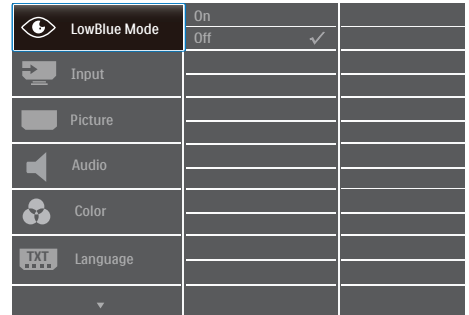 LowBlue Mode
On
Off
Input
Picture
Audio
Color
TXT
Language